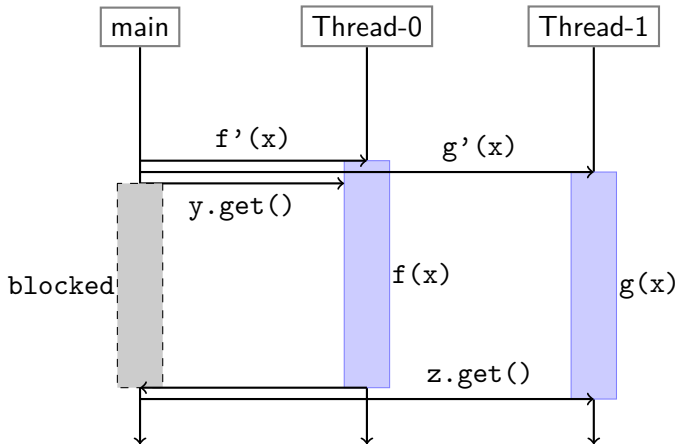 main
Thread-0
Thread-1
f’(x)
g’(x)
y.get()
blocked
f(x)
g(x)
z.get()